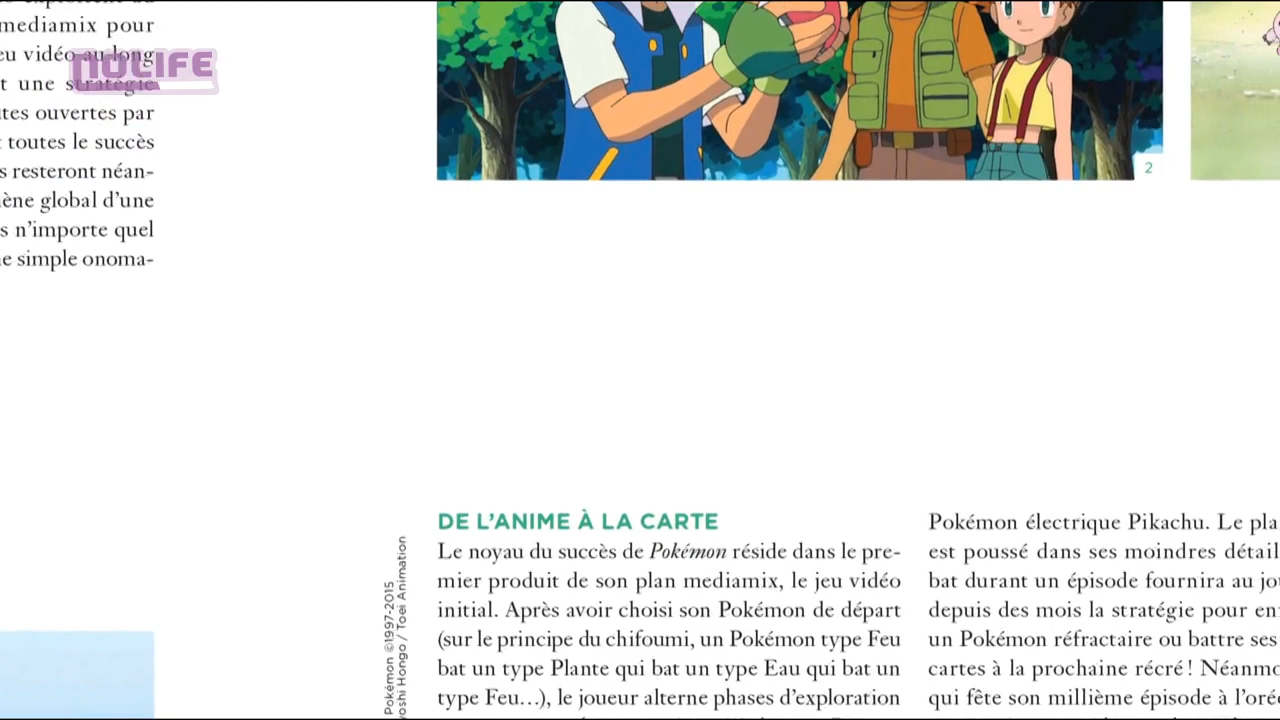 mediamix pour
eu vidéo au long
t une stratégie
tes ouvertes par
t toutes le succès
s resteront néan-
ène global d'une
s n'importe quel
e simple onoma-
NOLIFE
2
Pokémon ©1997-2015
yoshi Hongo / Toei Animation
DE L'ANIME À LA CARTE
Le noyau du succès de Pokémon réside dans le pre-
mier produit de son plan mediamix, le jeu vidéo
initial. Après avoir choisi son Pokémon de départ
(sur le principe du chifoumi, un Pokémon type Feu
bat un type Plante qui bat un type Eau qui bat un
type Feu…), le joueur alterne phases d'exploration
Pokémon électrique Pikachu. Le pla
est poussé dans ses moindres détail
bat durant un épisode fournira au jo
depuis des mois la stratégie pour en
un Pokémon réfractaire ou battre ses
cartes à la prochaine récré ! Néanmo
qui fête son millième épisode à l'oré